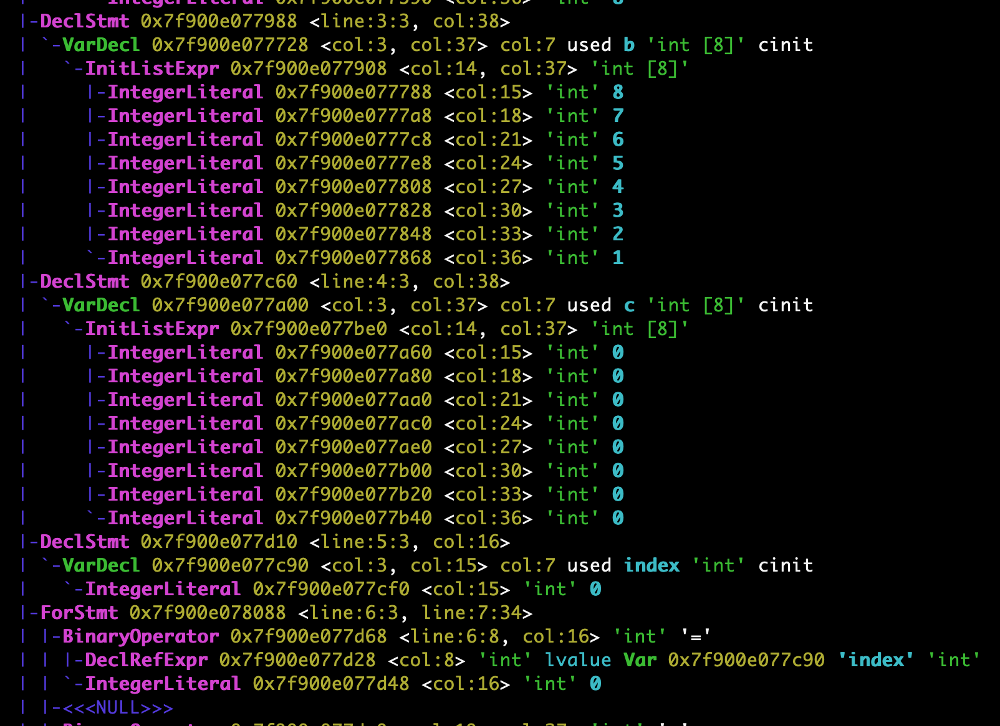 |-DeclStmt 0x7f900e077988 <line:3:3, col:38>
| `-VarDecl 0x7f900e077728 <col:3, col:37> col:7 used b 'int [8]' cinit
|   `-InitListExpr 0x7f900e077908 <col:14, col:37> 'int [8]'
|     |-IntegerLiteral 0x7f900e077788 <col:15> 'int' 8
|     |-IntegerLiteral 0x7f900e0777a8 <col:18> 'int' 7
|     |-IntegerLiteral 0x7f900e0777c8 <col:21> 'int' 6
|     |-IntegerLiteral 0x7f900e0777e8 <col:24> 'int' 5
|     |-IntegerLiteral 0x7f900e077808 <col:27> 'int' 4
|     |-IntegerLiteral 0x7f900e077828 <col:30> 'int' 3
|     |-IntegerLiteral 0x7f900e077848 <col:33> 'int' 2
|     `-IntegerLiteral 0x7f900e077868 <col:36> 'int' 1
|-DeclStmt 0x7f900e077c60 <line:4:3, col:38>
| `-VarDecl 0x7f900e077a00 <col:3, col:37> col:7 used c 'int [8]' cinit
|   `-InitListExpr 0x7f900e077be0 <col:14, col:37> 'int [8]'
|     |-IntegerLiteral 0x7f900e077a60 <col:15> 'int' 0
|     |-IntegerLiteral 0x7f900e077a80 <col:18> 'int' 0
|     |-IntegerLiteral 0x7f900e077aa0 <col:21> 'int' 0
|     |-IntegerLiteral 0x7f900e077ac0 <col:24> 'int' 0
|     |-IntegerLiteral 0x7f900e077ae0 <col:27> 'int' 0
|     |-IntegerLiteral 0x7f900e077b00 <col:30> 'int' 0
|     |-IntegerLiteral 0x7f900e077b20 <col:33> 'int' 0
|     `-IntegerLiteral 0x7f900e077b40 <col:36> 'int' 0
|-DeclStmt 0x7f900e077d10 <line:5:3, col:16>
| `-VarDecl 0x7f900e077c90 <col:3, col:15> col:7 used index 'int' cinit
|   `-IntegerLiteral 0x7f900e077cf0 <col:15> 'int' 0
|-ForStmt 0x7f900e078088 <line:6:3, line:7:34>
| |-BinaryOperator 0x7f900e077d68 <line:6:8, col:16> 'int' '='
| | |-DeclRefExpr 0x7f900e077d28 <col:8> 'int' lvalue Var 0x7f900e077c90 'index' 'int'
| | `-IntegerLiteral 0x7f900e077d48 <col:16> 'int' 0
| |-<<<NULL>>>